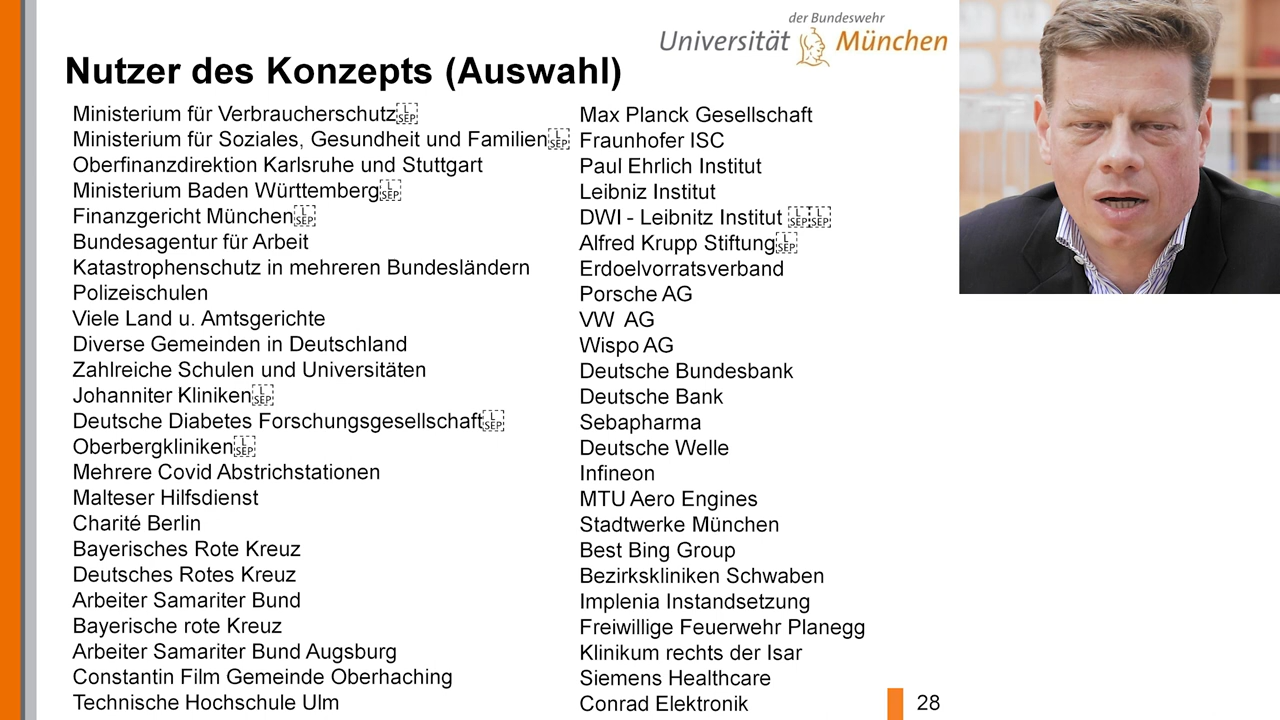 der Bundeswehr
Universität München
Nutzer des Konzepts (Auswahl)
Ministerium für Verbraucherschutz
Ministerium für Soziales, Gesundheit und Familien
Oberfinanzdirektion Karlsruhe und Stuttgart
Ministerium Baden Württemberg
Finanzgericht München
Bundesagentur für Arbeit
Katastrophenschutz in mehreren Bundesländern
Polizeischulen
Viele Land u. Amtsgerichte
Diverse Gemeinden in Deutschland
Zahlreiche Schulen und Universitäten
Johanniter Kliniken
Deutsche Diabetes Forschungsgesellschaft
Oberbergkliniken
Mehrere Covid Abstrichstationen
Malteser Hilfsdienst
Charité Berlin
Bayerisches Rote Kreuz
Deutsches Rotes Kreuz
Arbeiter Samariter Bund
Bayerische rote Kreuz
Arbeiter Samariter Bund Augsburg
Constantin Film Gemeinde Oberhaching
Technische Hochschule Ulm
Max Planck Gesellschaft
Fraunhofer ISC
Paul Ehrlich Institut
Leibniz Institut
DWI - Leibnitz Institut
Alfred Krupp Stiftung
Erdoelvorratsverband
Porsche AG
VW AG
Wispo AG
Deutsche Bundesbank
Deutsche Bank
Sebapharma
Deutsche Welle
Infineon
MTU Aero Engines
Stadtwerke München
Best Bing Group
Bezirkskliniken Schwaben
Implenia Instandsetzung
Freiwillige Feuerwehr Planegg
Klinikum rechts der Isar
Siemens Healthcare
Conrad Elektronik
28